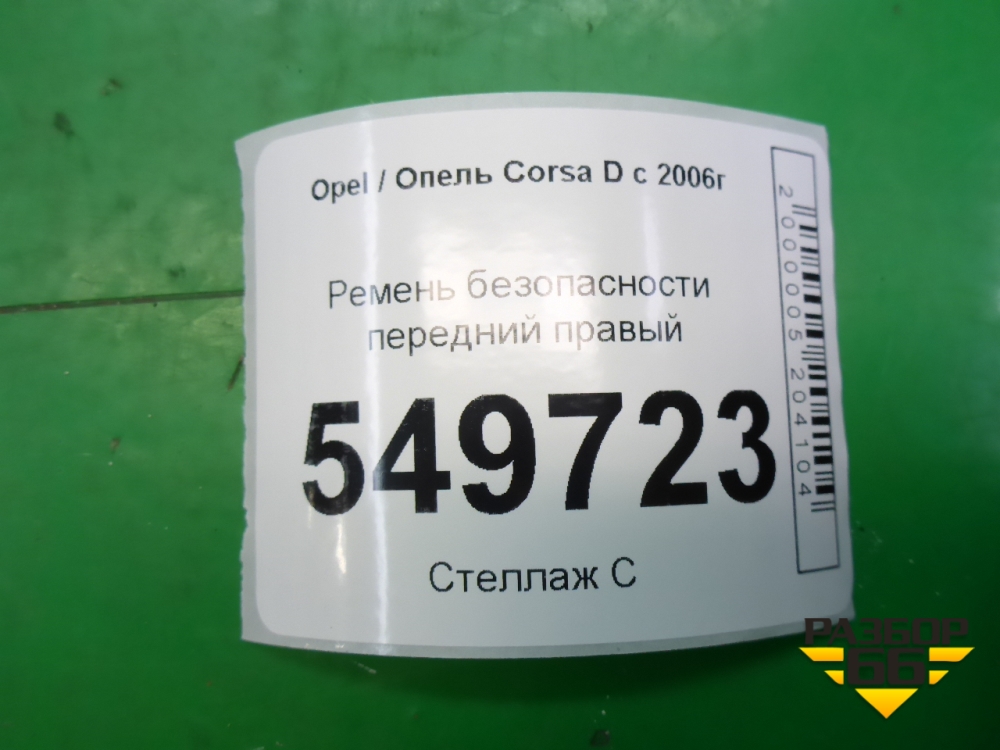 Opel / Опель Corsa D с 2006г
Ремень безопасности
передний правый
549723
Стеллаж С
2000005204104
РАЗБОР
66